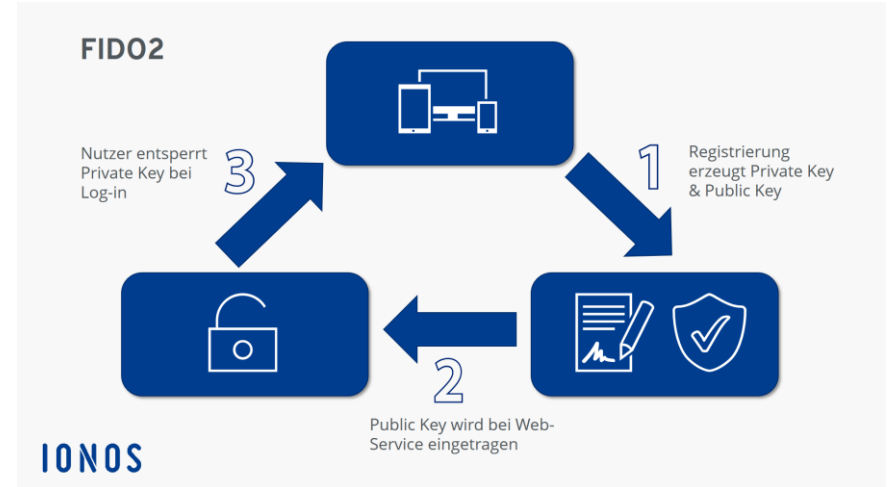 FIDO2
Nutzer entsperrt
Private Key bei
Log-in
3
1
Registrierung
erzeugt Private Key
& Public Key
2
Public Key wird bei Web-
Service eingetragen
IONOS